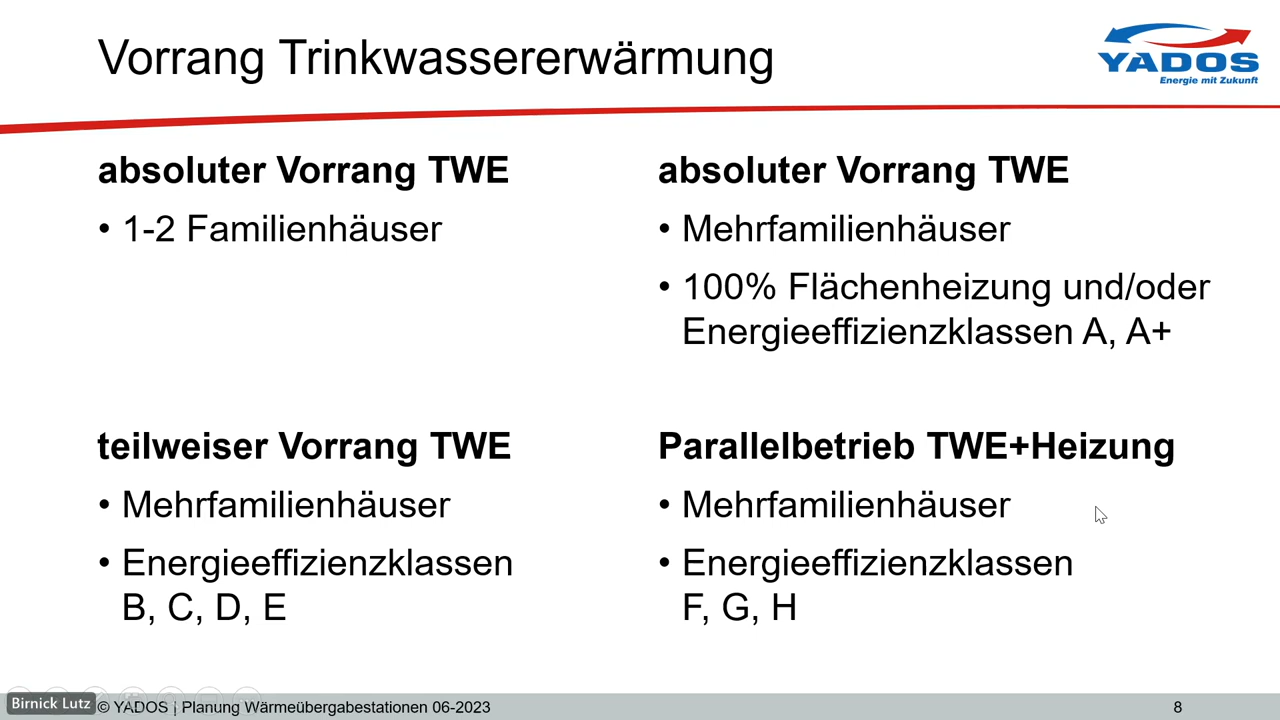 Vorrang Trinkwassererwärmung
YADOS
Energie mit Zukunft
absoluter Vorrang TWE
• 1-2 Familienhäuser
absoluter Vorrang TWE
• Mehrfamilienhäuser
• 100% Flächenheizung und/oder
Energieeffizienzklassen A, A+
teilweiser Vorrang TWE
• Mehrfamilienhäuser
• Energieeffizienzklassen
B, C, D, E
Parallelbetrieb TWE+Heizung
• Mehrfamilienhäuser
• Energieeffizienzklassen
F, G, H
Birnick Lutz
© YADOS | Planung Wärmeübergabestationen 06-2023
8